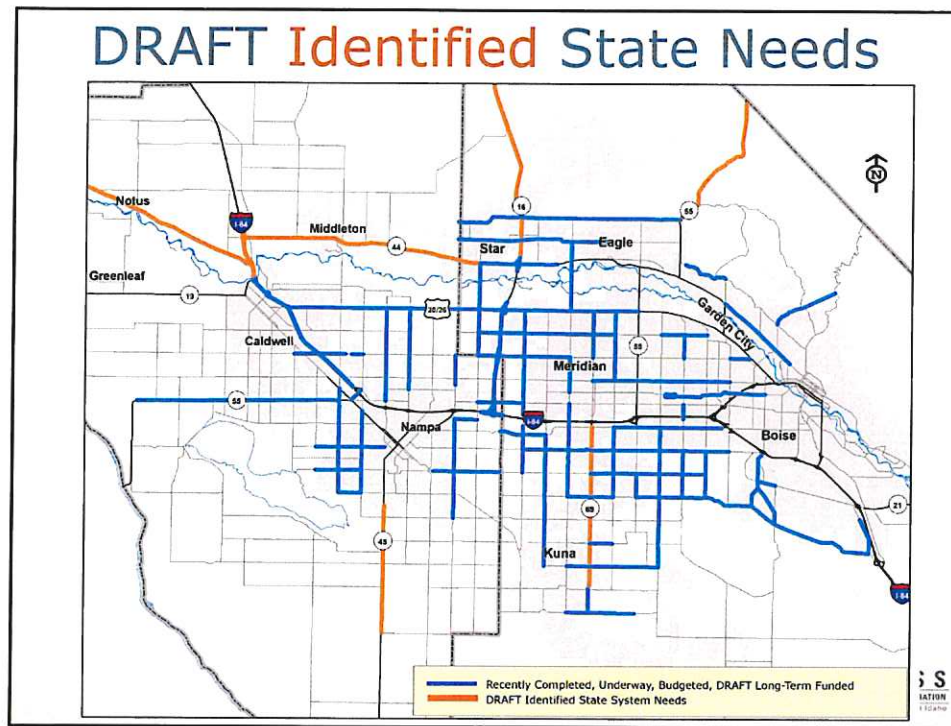 DRAFT Identified State Needs
N
16
55
Notus
I-84
Middleton
44
Star
Eagle
Greenleaf
19
20/26
Garden City
Caldwell
55
Meridian
55
I-84
Nampa
Boise
21
45
69
Kuna
I-84
Recently Completed, Underway, Budgeted, DRAFT Long-Term Funded
DRAFT Identified State System Needs
S S